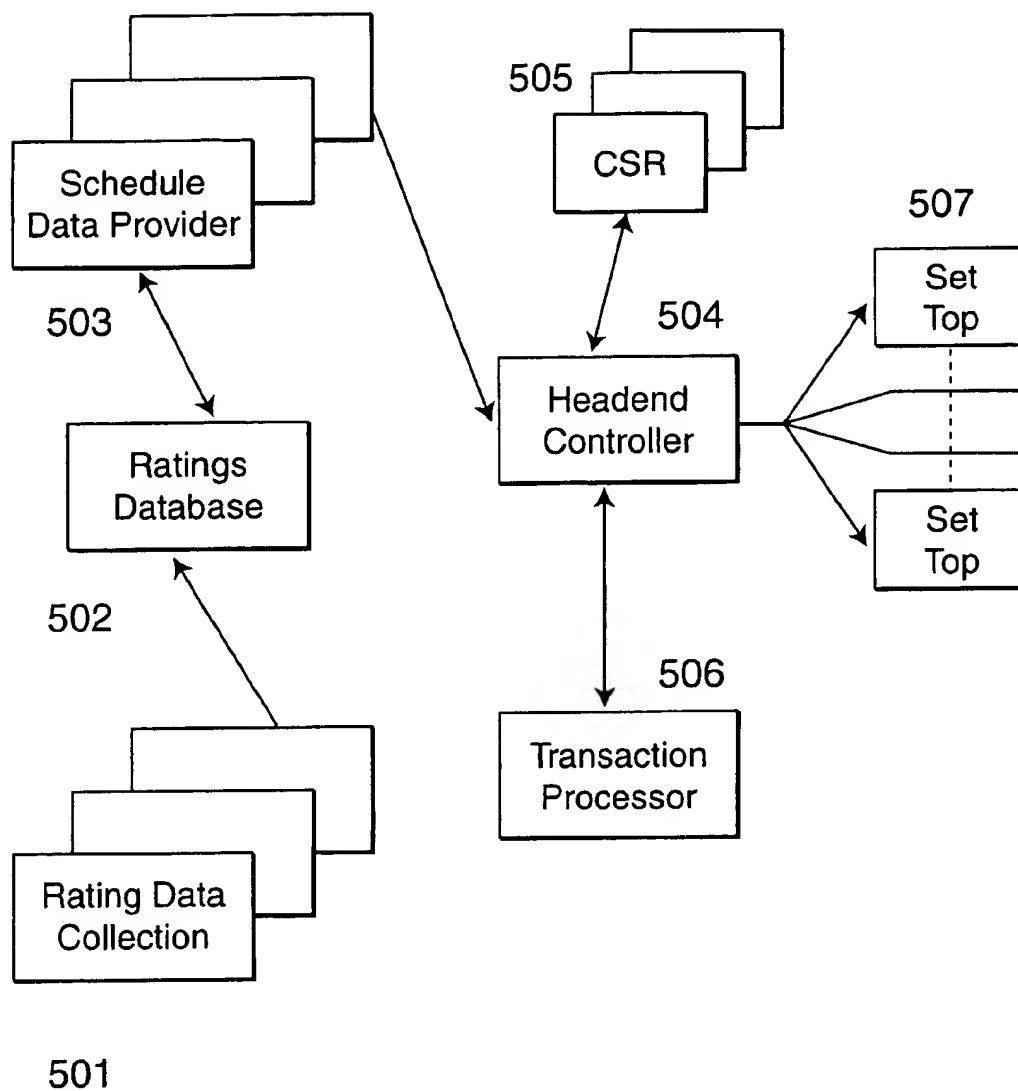 505
Schedule
Data Provider
CSR
507
Set
Top
503
504
Headend
Controller
Ratings
Database
Set
Top
502
506
Transaction
Processor
Rating Data
Collection
501